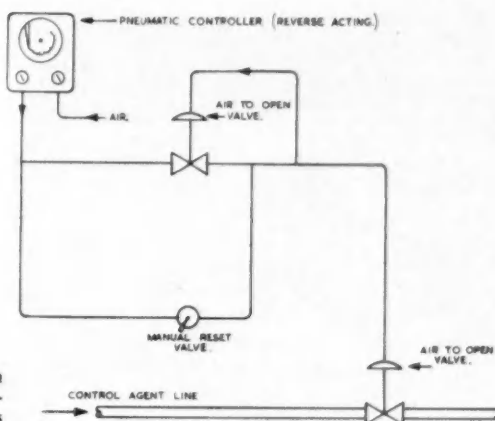 PNEUMATIC CONTROLLER (REVERSE ACTING.)
AIR.
AIR TO OPEN
VALVE.
MANUAL RESET
VALVE.
AIR TO OPEN
VALVE.
CONTROL AGENT LINE